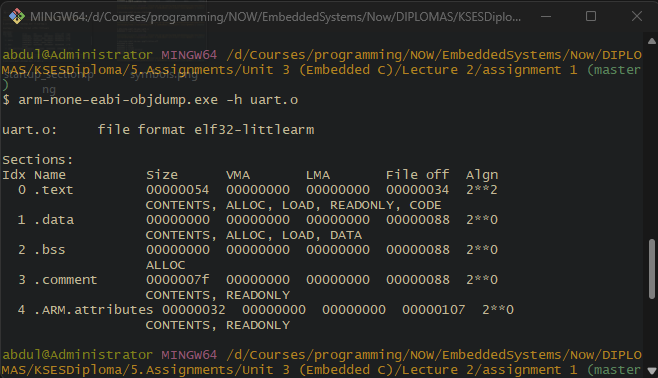 MINGW64:/d/Courses/programming/NOW/EmbeddedSystems/Now/DIPLOMAS/KSESDiplo...
abdul@Administrator MINGW64 /d/Courses/programming/NOW/EmbeddedSystems/Now/DIPLO
MAS/KSESDiploma/5.Assignments/Unit 3 (Embedded C)/Lecture 2/assignment 1 (master
)
$ arm-none-eabi-objdump.exe -h uart.o
uart.o:     file format elf32-littlearm
Sections:
Idx Name          Size      VMA       LMA       File off  Algn
  0 .text         00000054  00000000  00000000  00000034  2**2
                  CONTENTS, ALLOC, LOAD, READONLY, CODE
  1 .data         00000000  00000000  00000000  00000088  2**0
                  CONTENTS, ALLOC, LOAD, DATA
  2 .bss          00000000  00000000  00000000  00000088  2**0
                  ALLOC
  3 .comment      0000007f  00000000  00000000  00000088  2**0
                  CONTENTS, READONLY
  4 .ARM.attributes 00000032  00000000  00000000  00000107  2**0
                  CONTENTS, READONLY
abdul@Administrator MINGW64 /d/Courses/programming/NOW/EmbeddedSystems/Now/DIPLO
MAS/KSESDiploma/5.Assignments/Unit 3 (Embedded C)/Lecture 2/assignment 1 (master